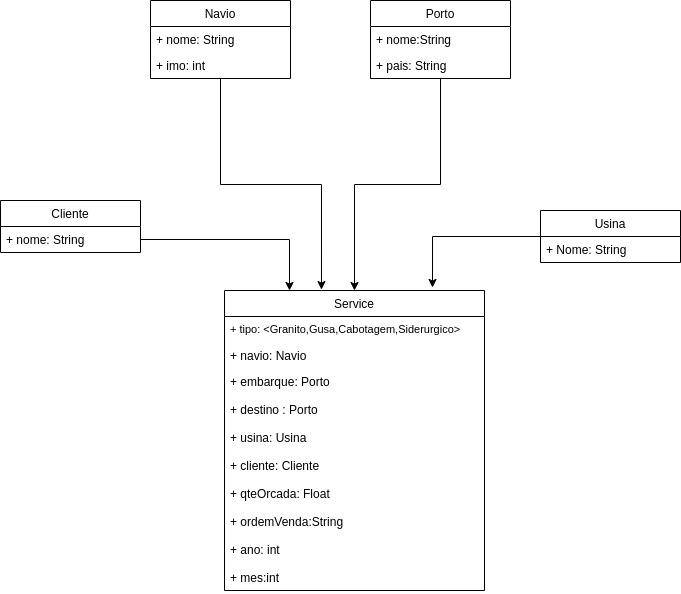 Navio
+ nome: String
+ imo: int
Porto
+ nome:String
+ pais: String
Cliente
+ nome: String
Usina
+ Nome: String
Service
+ tipo: <Granito,Gusa,Cabotagem,Siderurgico>
+ navio: Navio
+ embarque: Porto
+ destino : Porto
+ usina: Usina
+ cliente: Cliente
+ qteOrcada: Float
+ ordemVenda:String
+ ano: int
+ mes:int